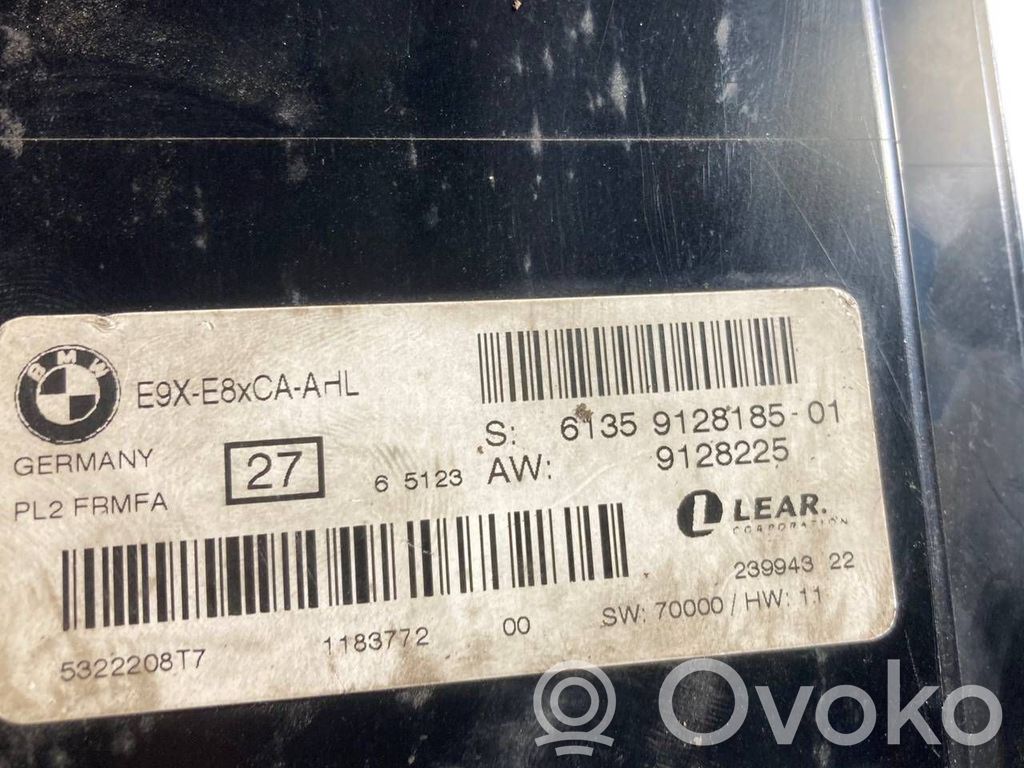 BMW
E9X-E8xCA-AHL
GERMANY
27
PL2 FRMFA
6 5123
S: 6135 9128185-01
AW: 9128225
LEAR.
CORPORATION
239943 22
SW: 70000 / HW: 11
5322208T7
1183772
00
Ovoko